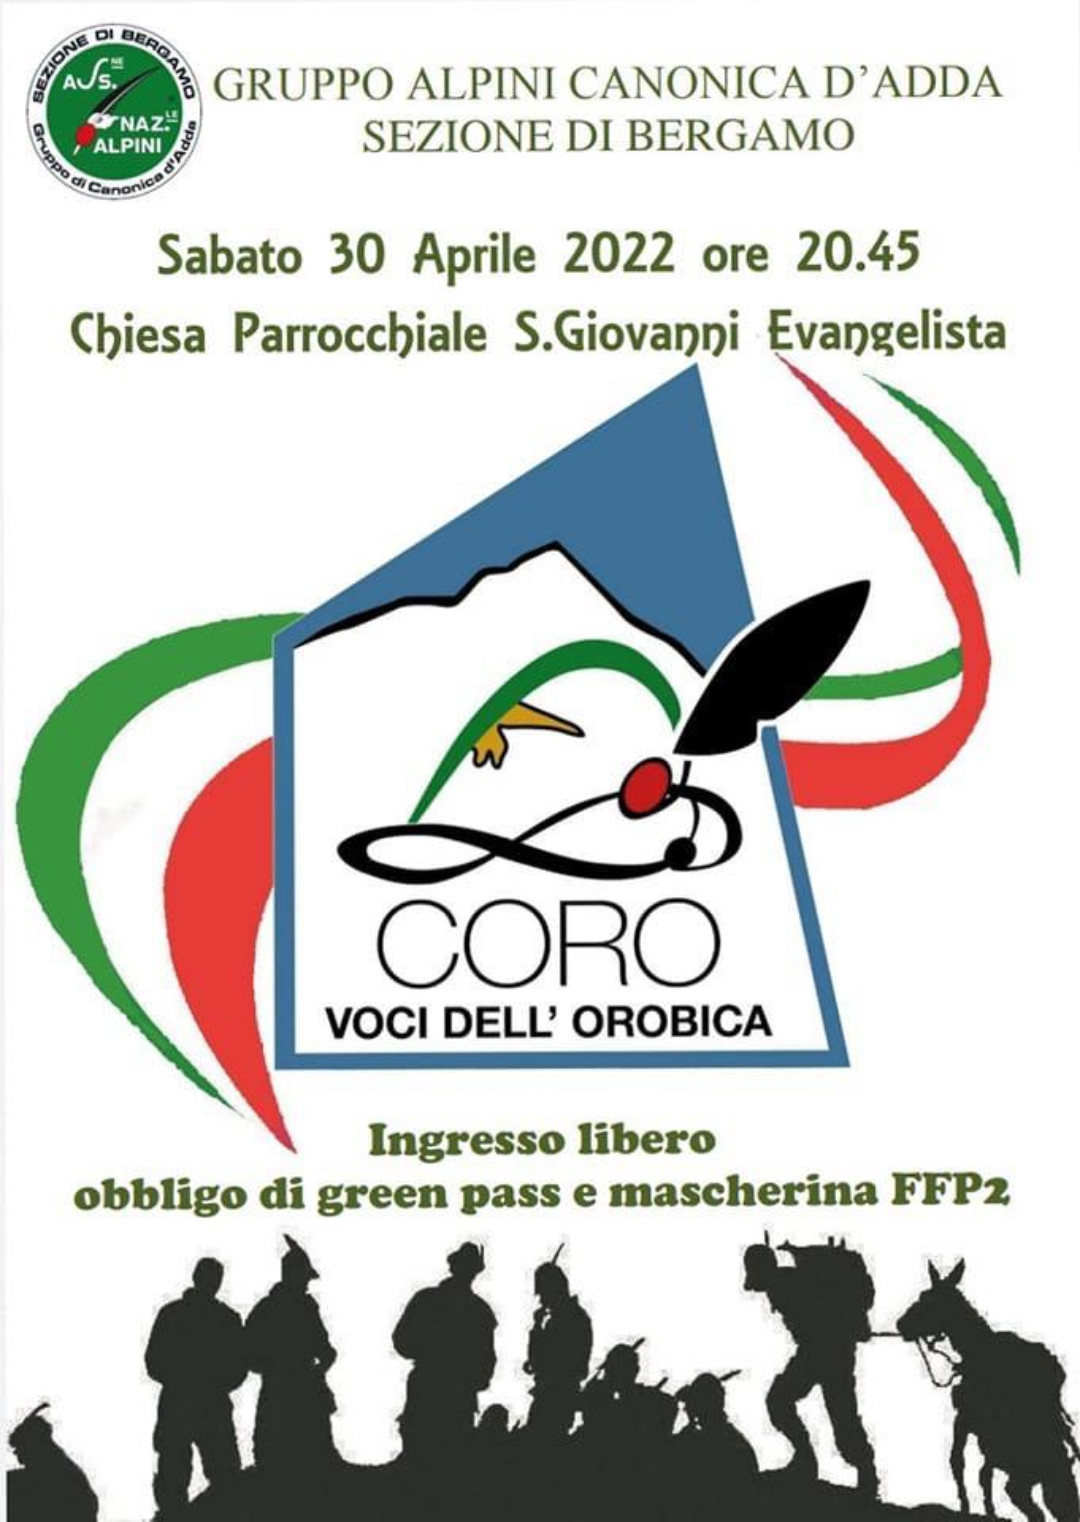 SEZIONE DI BERGAMO
ASS.NE
NAZ.LE
ALPINI
Gruppo di Canonica d'Adda
GRUPPO ALPINI CANONICA D'ADDA
SEZIONE DI BERGAMO
Sabato 30 Aprile 2022 ore 20.45
Chiesa Parrocchiale S.Giovanni Evangelista
CORO
VOCI DELL' OROBICA
Ingresso libero
obbligo di green pass e mascherina FFP2